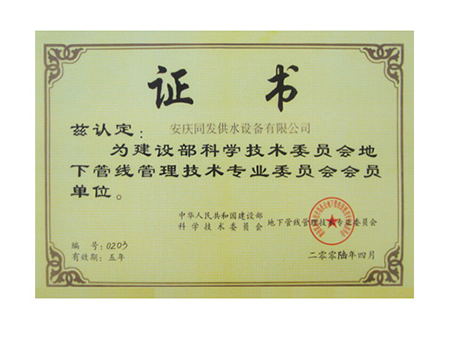 证书
兹认定：安庆同发供水设备有限公司
为建设部科学技术委员会地
下管线管理技术专业委员会会员
单位。
中华人民共和国建设部
科学技术委员会 地下管线管理技术专业委员会
编号：0203
有效期：五年
二零零陆年四月